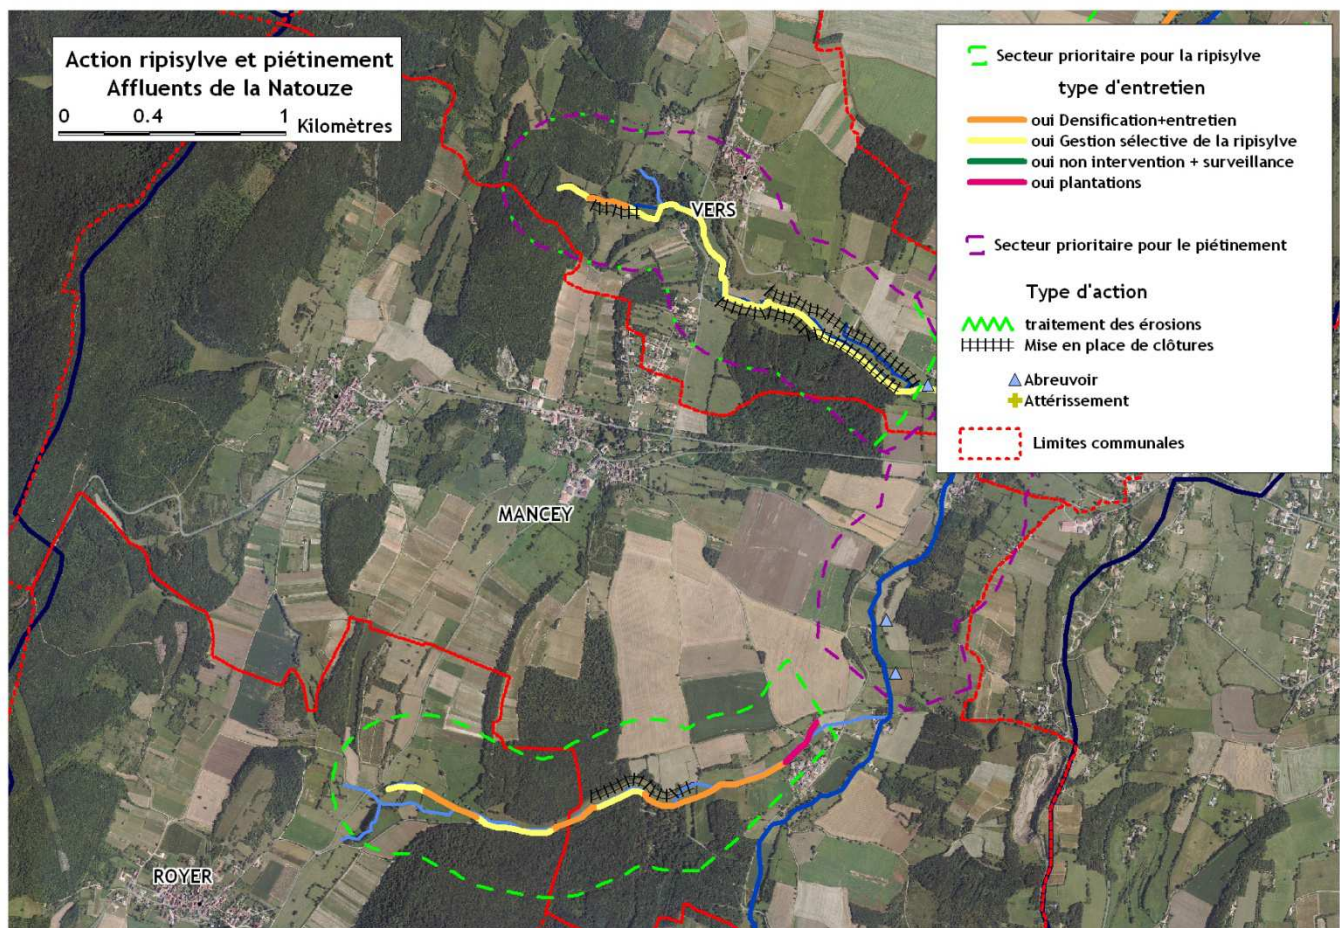 Action ripisylve et piétinement
Affluents de la Natouze
0 0.4 1
Kilomètres
Secteur prioritaire pour la ripisylve
type d'entretien
oui Densification+entretien
oui Gestion sélective de la ripisylve
oui non intervention + surveillance
oui plantations
Secteur prioritaire pour le piétinement
Type d'action
traitement des érosions
Mise en place de clôtures
Abreuvoir
Attérissement
Limites communales
VERS
MANCEY
ROYER